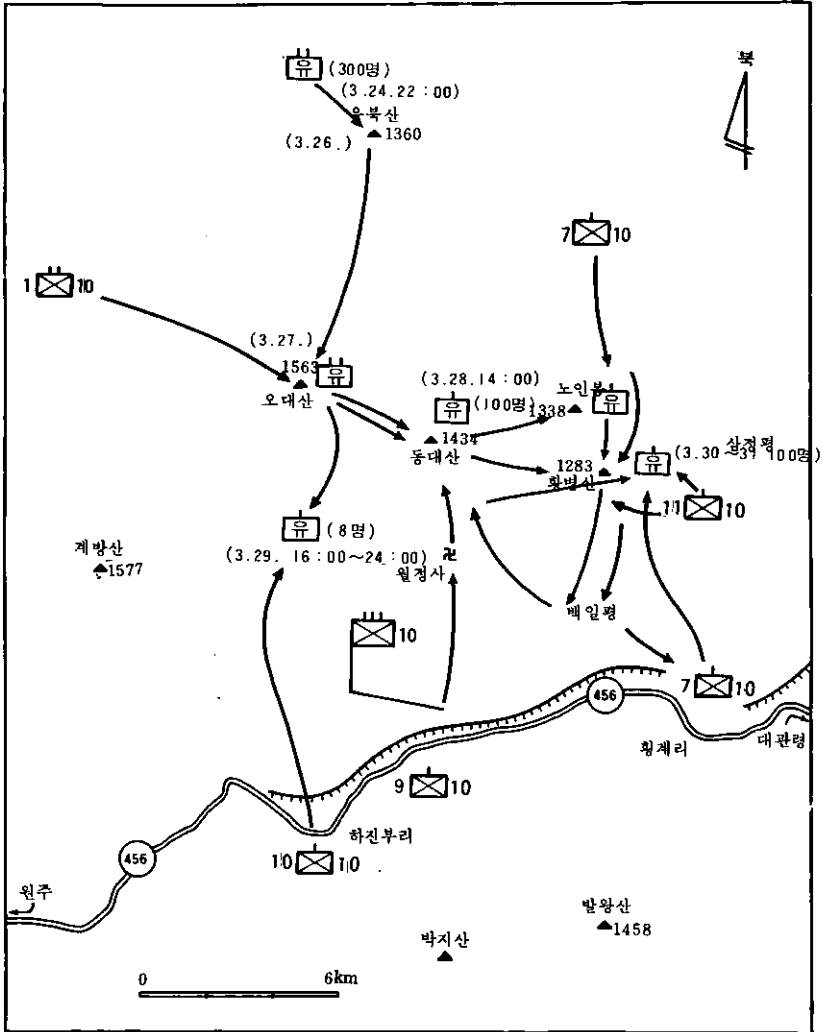 유 (300명)
(3.24.22:00)
북
응복산
▲1360
(3.26.)
7 10
1 10
(3.27.)
1563
유
오대산
(3.28.14:00)
유
(100명)
노인봉
1338
유
▲1434
동대산
1283
황병산
유
삼정평
(3.30~31 100명)
11 10
유 (8명)
(3.29. 16:00~24:00)
계방산
▲1577
卍
월정사
10
백일평
7 10
456
횡계리
대관령
9 10
하진부리
10 10
456
원주
발왕산
▲1458
박지산
0 6km